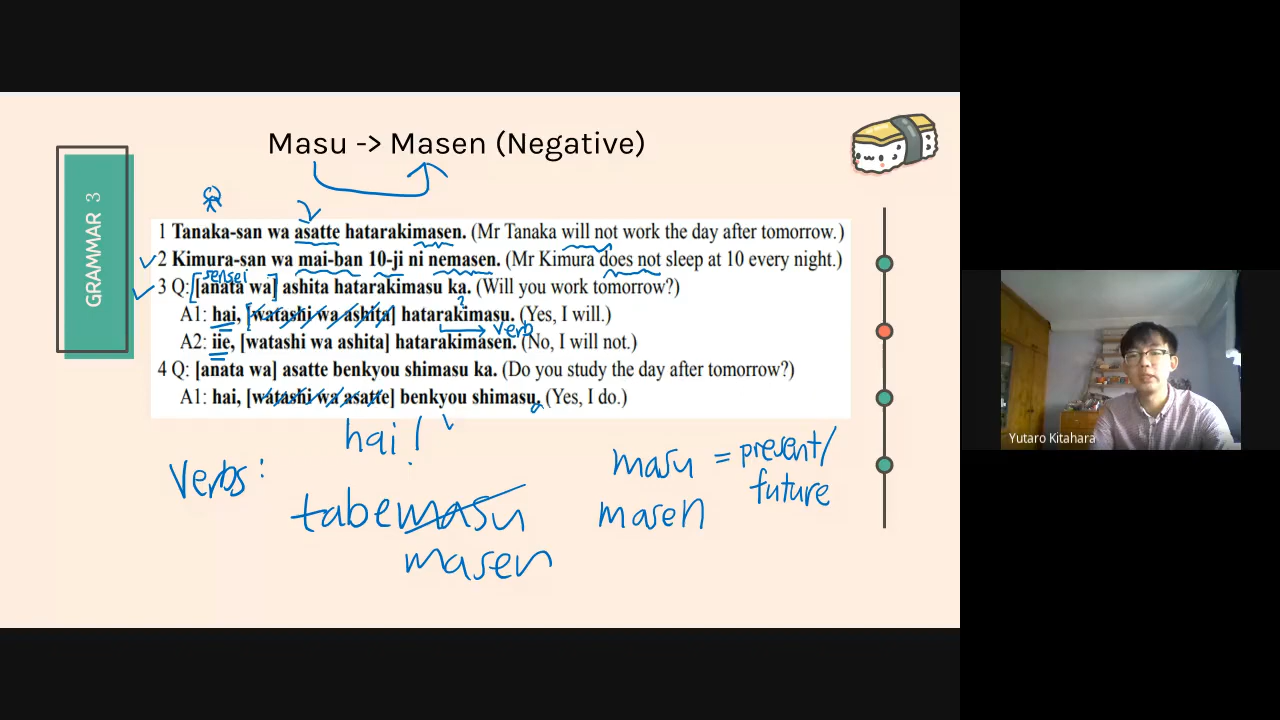 Masu -> Masen (Negative)
GRAMMAR 3
1 Tanaka-san wa asatte hatarakimasen. (Mr Tanaka will not work the day after tomorrow.)
2 Kimura-san wa mai-ban 10-ji ni nemasen. (Mr Kimura does not sleep at 10 every night.)
sensei
3 Q: [anata wa] ashita hatarakimasu ka. (Will you work tomorrow?)
?
A1: hai, [watashi wa ashita] hatarakimasu. (Yes, I will.)
verb
A2: iie, [watashi wa ashita] hatarakimasen. (No, I will not.)
4 Q: [anata wa] asatte benkyou shimasu ka. (Do you study the day after tomorrow?)
A1: hai, [watashi wa asatte] benkyou shimasu. (Yes, I do.)
hai!
Verbs:
tabemasu
masen
masu = present/
future
masen
Yutaro Kitahara